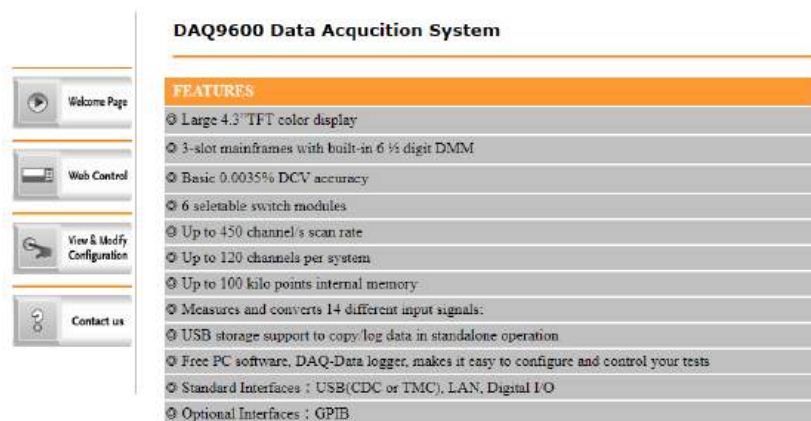 DAQ9600 Data Acqucition System
Welcome Page
Web Control
View & Modify
Configuration
Contact us
FEATURES
◎ Large 4.3"TFT color display
◎ 3-slot mainframes with built-in 6 ½ digit DMM
◎ Basic 0.0035% DCV accuracy
◎ 6 seletable switch modules
◎ Up to 450 channel/s scan rate
◎ Up to 120 channels per system
◎ Up to 100 kilo points internal memory
◎ Measures and converts 14 different input signals:
◎ USB storage support to copy/log data in standalone operation
◎ Free PC software, DAQ-Data logger, makes it easy to configure and control your tests
◎ Standard Interfaces：USB(CDC or TMC), LAN, Digital I/O
◎ Optional Interfaces：GPIB